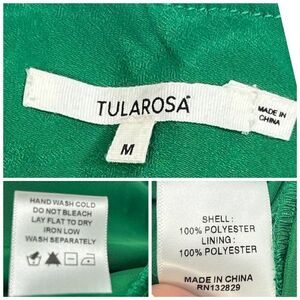 TULAROSA
M
MADE IN
CHINA
HAND WASH COLD
DO NOT BLEACH
LAY FLAT TO DRY
IRON LOW
WASH SEPARATELY
SHELL:
100% POLYESTER
LINING:
100% POLYESTER
MADE IN CHINA
RN132829